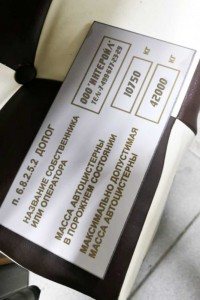 п. 6.8.2.5.2 ДОПОГ
НАЗВАНИЕ СОБСТВЕННИКА
ИЛИ ОПЕРАТОРА
ООО "ИНТЕРОЙЛ"
МАССА АВТОЦИСТЕРНЫ
В ПОРОЖНЕМ СОСТОЯНИИ
10750 КГ
МАКСИМАЛЬНО ДОПУСТИМАЯ
МАССА АВТОЦИСТЕРНЫ
42000 КГ